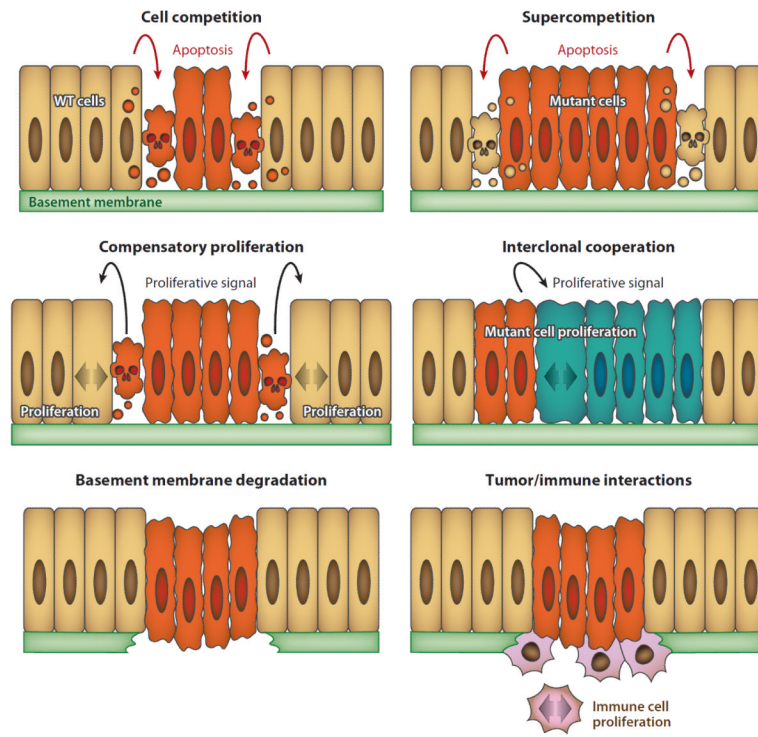 Cell competition
Apoptosis
WT cells
Basement membrane
Supercompetition
Apoptosis
Mutant cells
Compensatory proliferation
Proliferative signal
Proliferation
Proliferation
Interclonal cooperation
Proliferative signal
Mutant cell proliferation
Basement membrane degradation
Tumor/immune interactions
Immune cell
proliferation